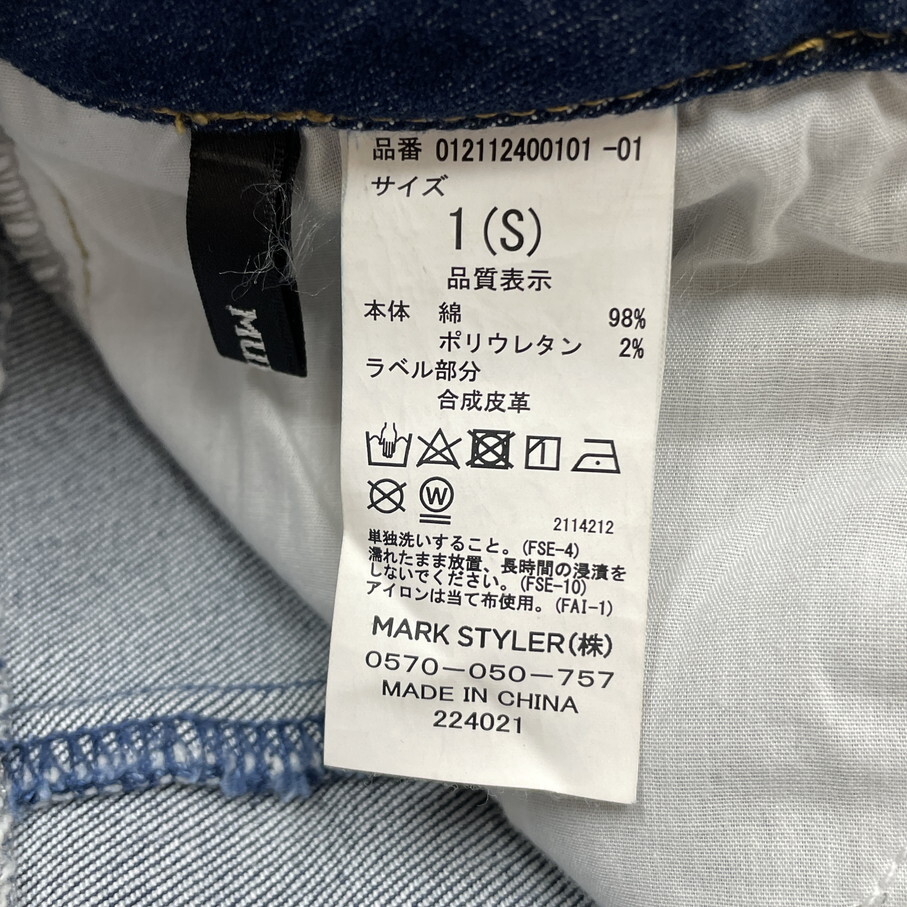 品番 012112400101 -01
サイズ
1(S)
品質表示
本体 綿 98%
ポリウレタン 2%
ラベル部分
合成皮革
W
2114212
単独洗いすること。(FSE-4)
濡れたまま放置、長時間の浸漬を
しないでください。(FSE-10)
アイロンは当て布使用。(FAI-1)
MARK STYLER(株)
0570-050-757
MADE IN CHINA
224021